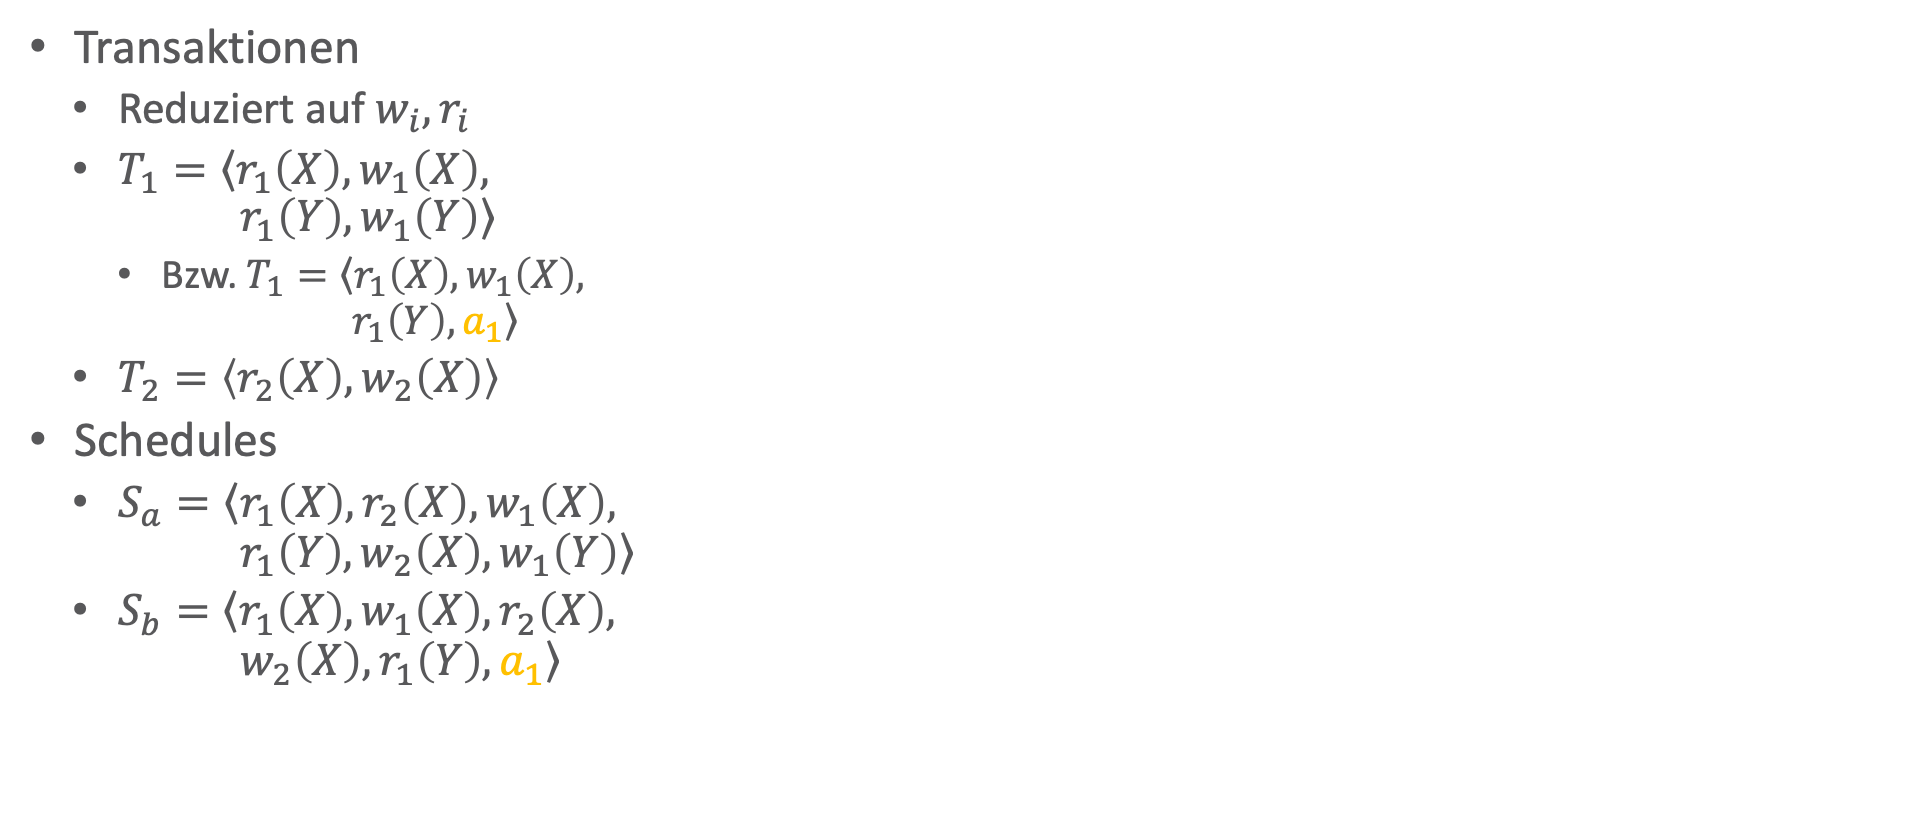 • Transaktionen
• Reduziert auf wᵢ, rᵢ
• T₁ = ⟨r₁(X), w₁(X),
r₁(Y), w₁(Y)⟩
• Bzw. T₁ = ⟨r₁(X), w₁(X),
r₁(Y), a₁⟩
• T₂ = ⟨r₂(X), w₂(X)⟩
• Schedules
• Sₐ = ⟨r₁(X), r₂(X), w₁(X),
r₁(Y), w₂(X), w₁(Y)⟩
• S_b = ⟨r₁(X), w₁(X), r₂(X),
w₂(X), r₁(Y), a₁⟩